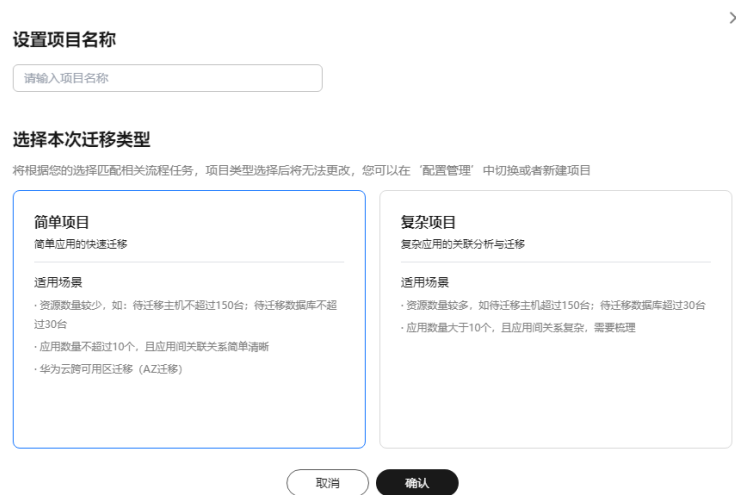 设置项目名称
请输入项目名称
选择本次迁移类型
将根据您的选择匹配相关流程任务，项目类型选择后将无法更改，您可以在‘配置管理’中切换或者新建项目
简单项目
简单应用的快速迁移
适用场景
· 资源数量较少，如：待迁移主机不超过150台；待迁移数据库不超
过30台
· 应用数量不超过10个，且应用间关联关系简单清晰
· 华为云跨可用区迁移（AZ迁移）
复杂项目
复杂应用的关联分析与迁移
适用场景
· 资源数量较多，如待迁移主机超过150台；待迁移数据库超过30台
· 应用数量大于10个，且应用间关系复杂，需要梳理
取消
确认